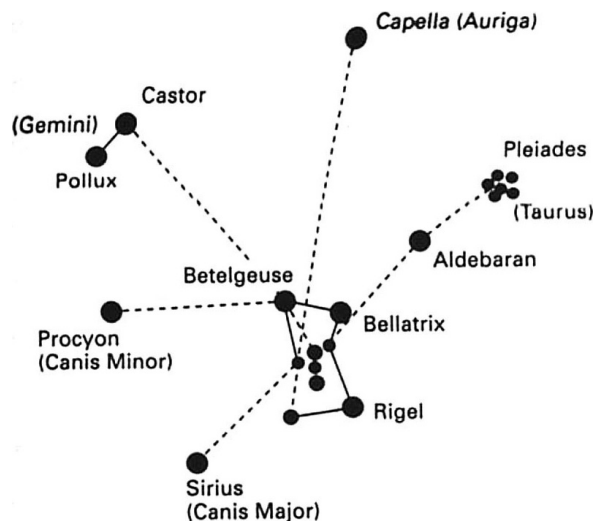 Capella (Auriga)
Castor
(Gemini)
Pollux
Pleiades
(Taurus)
Aldebaran
Betelgeuse
Bellatrix
Procyon
(Canis Minor)
Rigel
Sirius
(Canis Major)